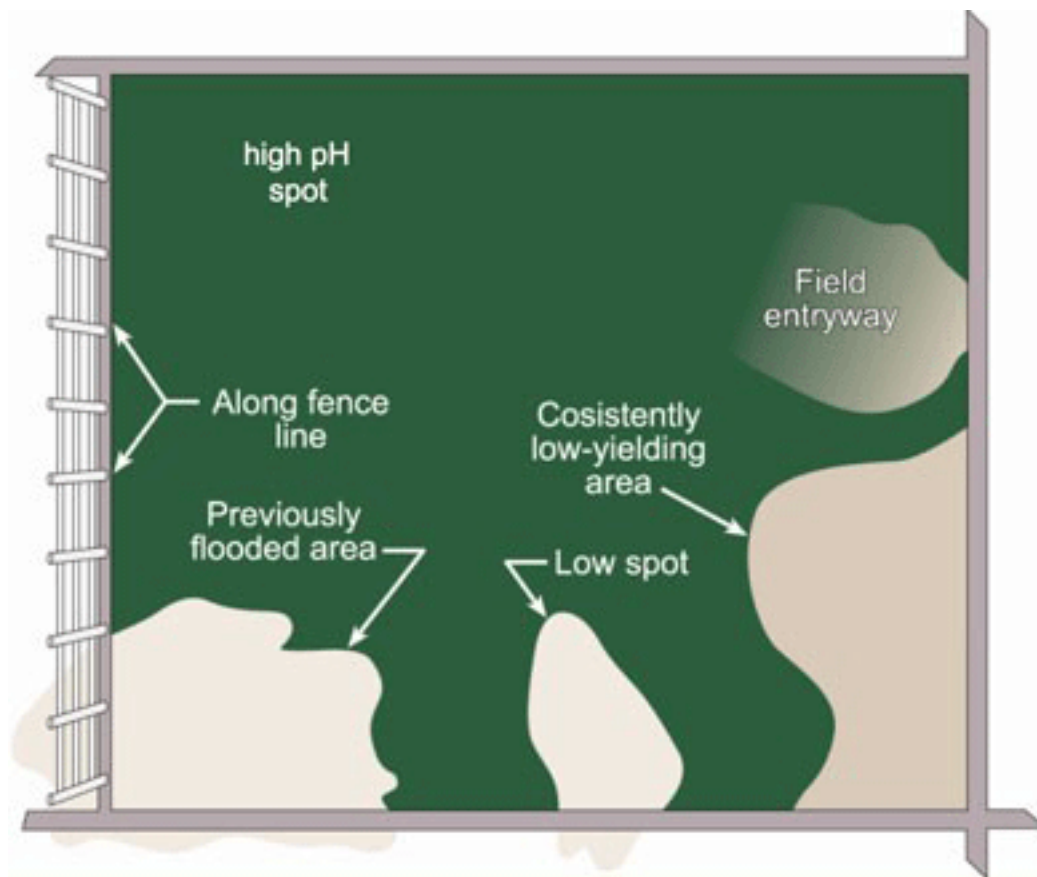 high pH
spot
Field
entryway
Along fence
line
Cosistently
low-yielding
area
Previously
flooded area
Low spot